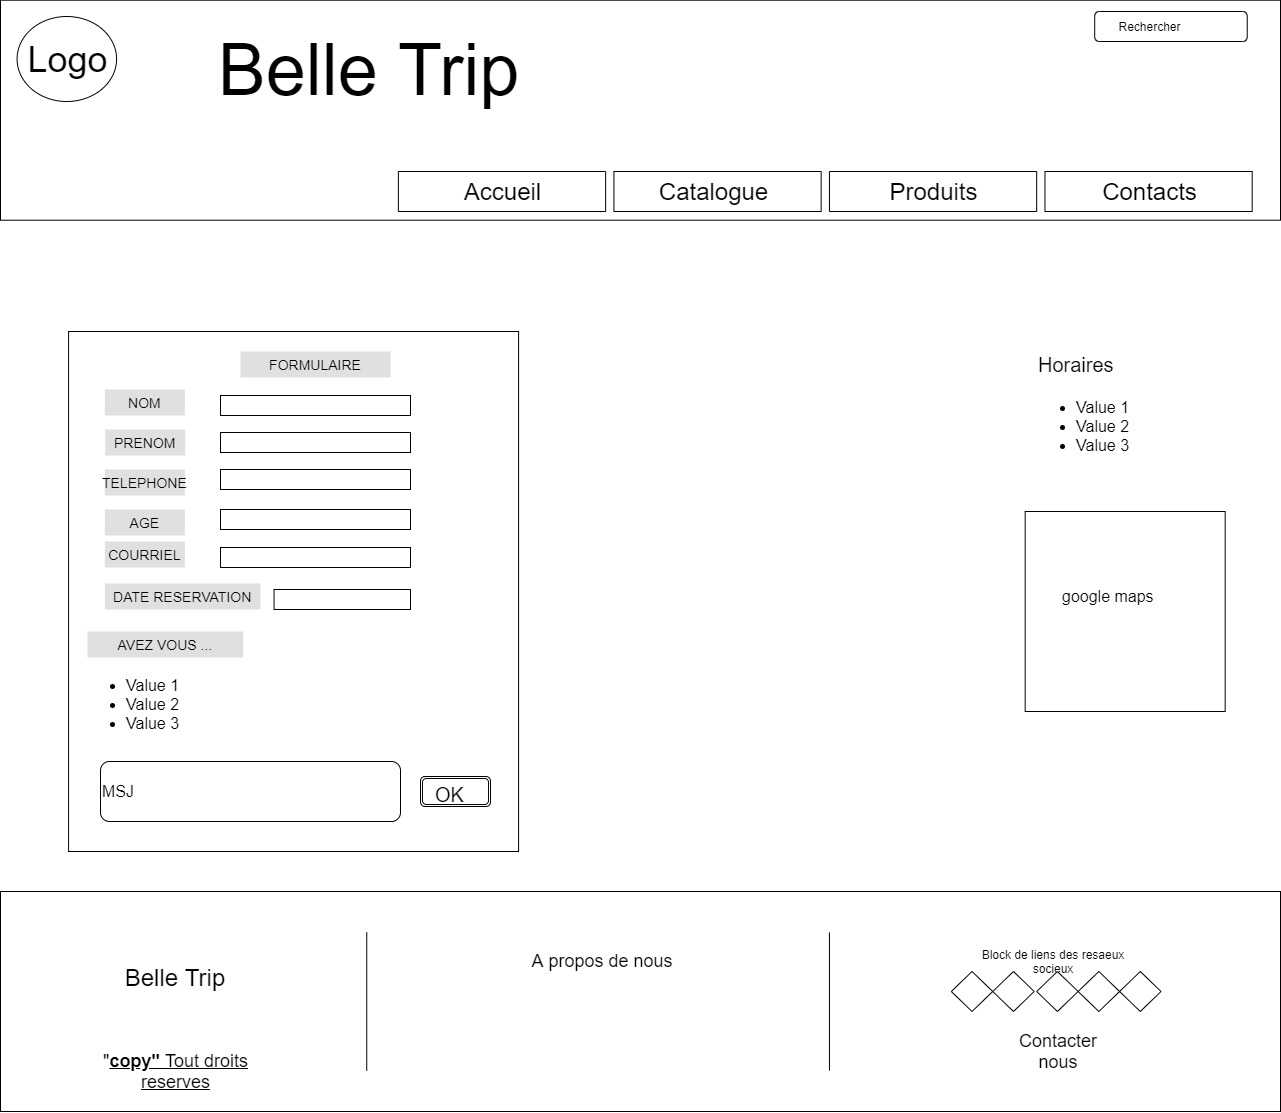 Logo
Belle Trip
Rechercher
Accueil
Catalogue
Produits
Contacts
FORMULAIRE
NOM
PRENOM
TELEPHONE
AGE
COURRIEL
DATE RESERVATION
AVEZ VOUS ...
Value 1
Value 2
Value 3
MSJ
OK
Horaires
Value 1
Value 2
Value 3
google maps
Belle Trip
"copy" Tout droits
reserves
A propos de nous
Block de liens des resaeux
socieux
Contacter
nous